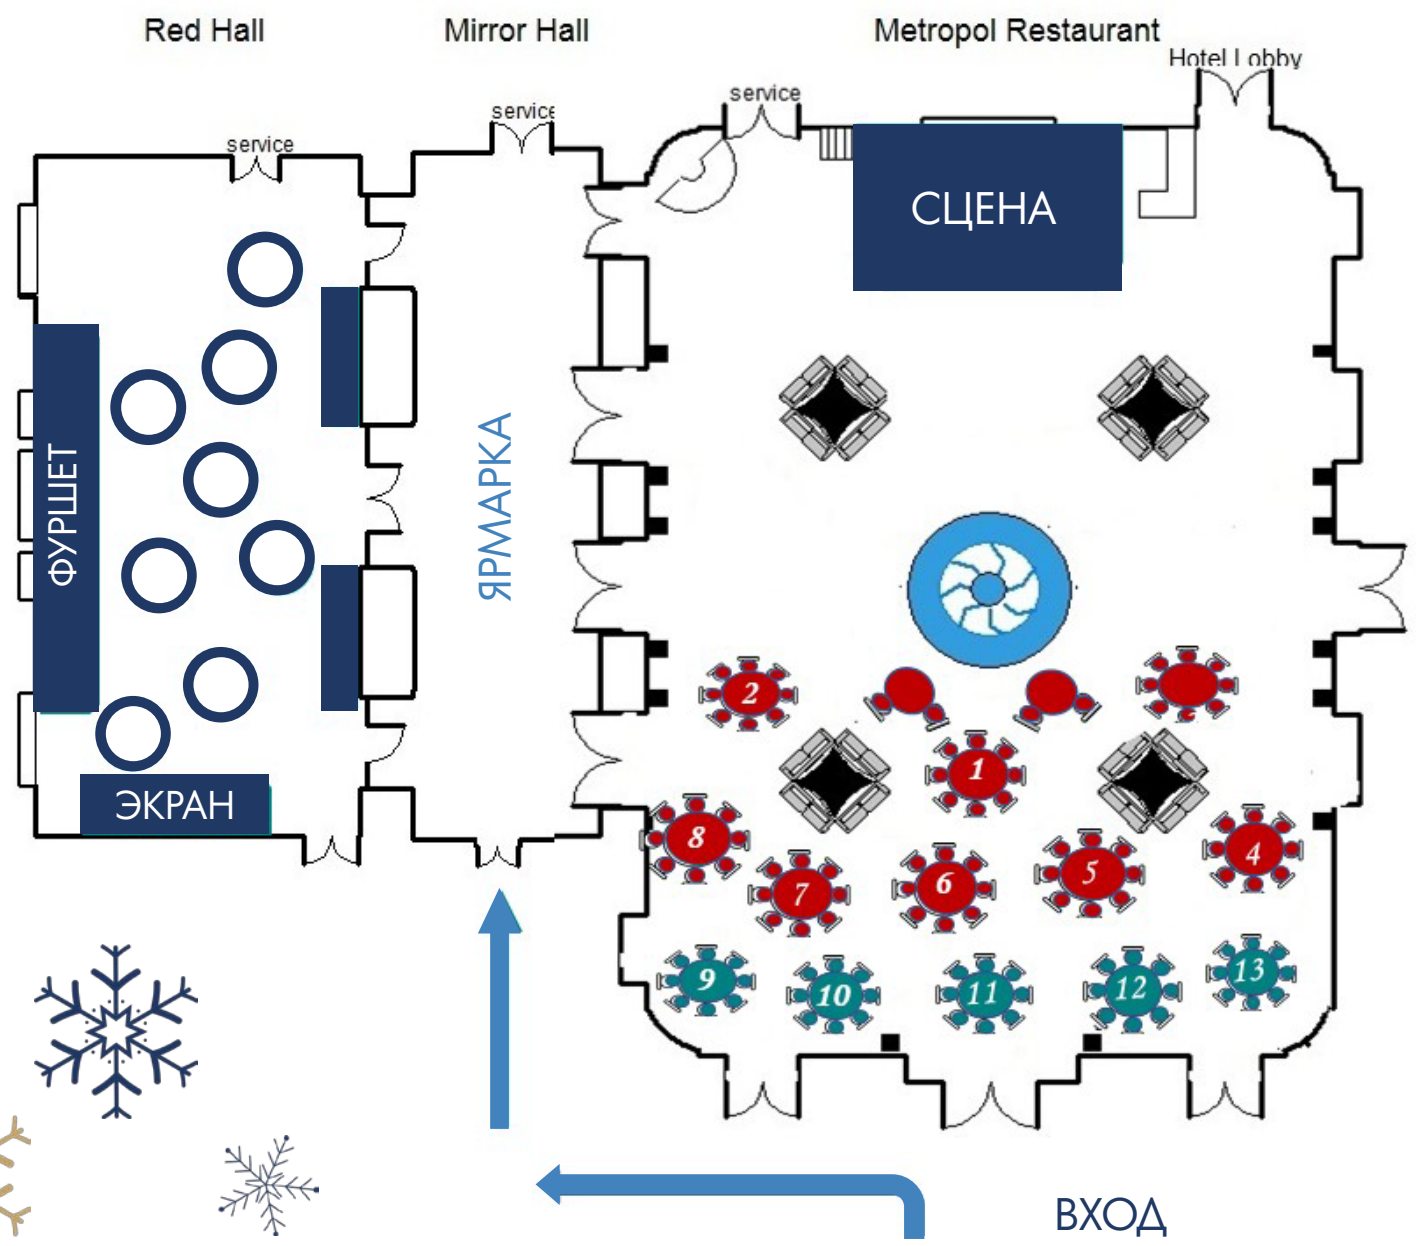 Red Hall
Mirror Hall
Metropol Restaurant
Hotel Lobby
service
service
service
СЦЕНА
ФУРШЕТ
ЯРМАРКА
2
1
ЭКРАН
8
7
6
5
4
9
10
11
12
13
ВХОД